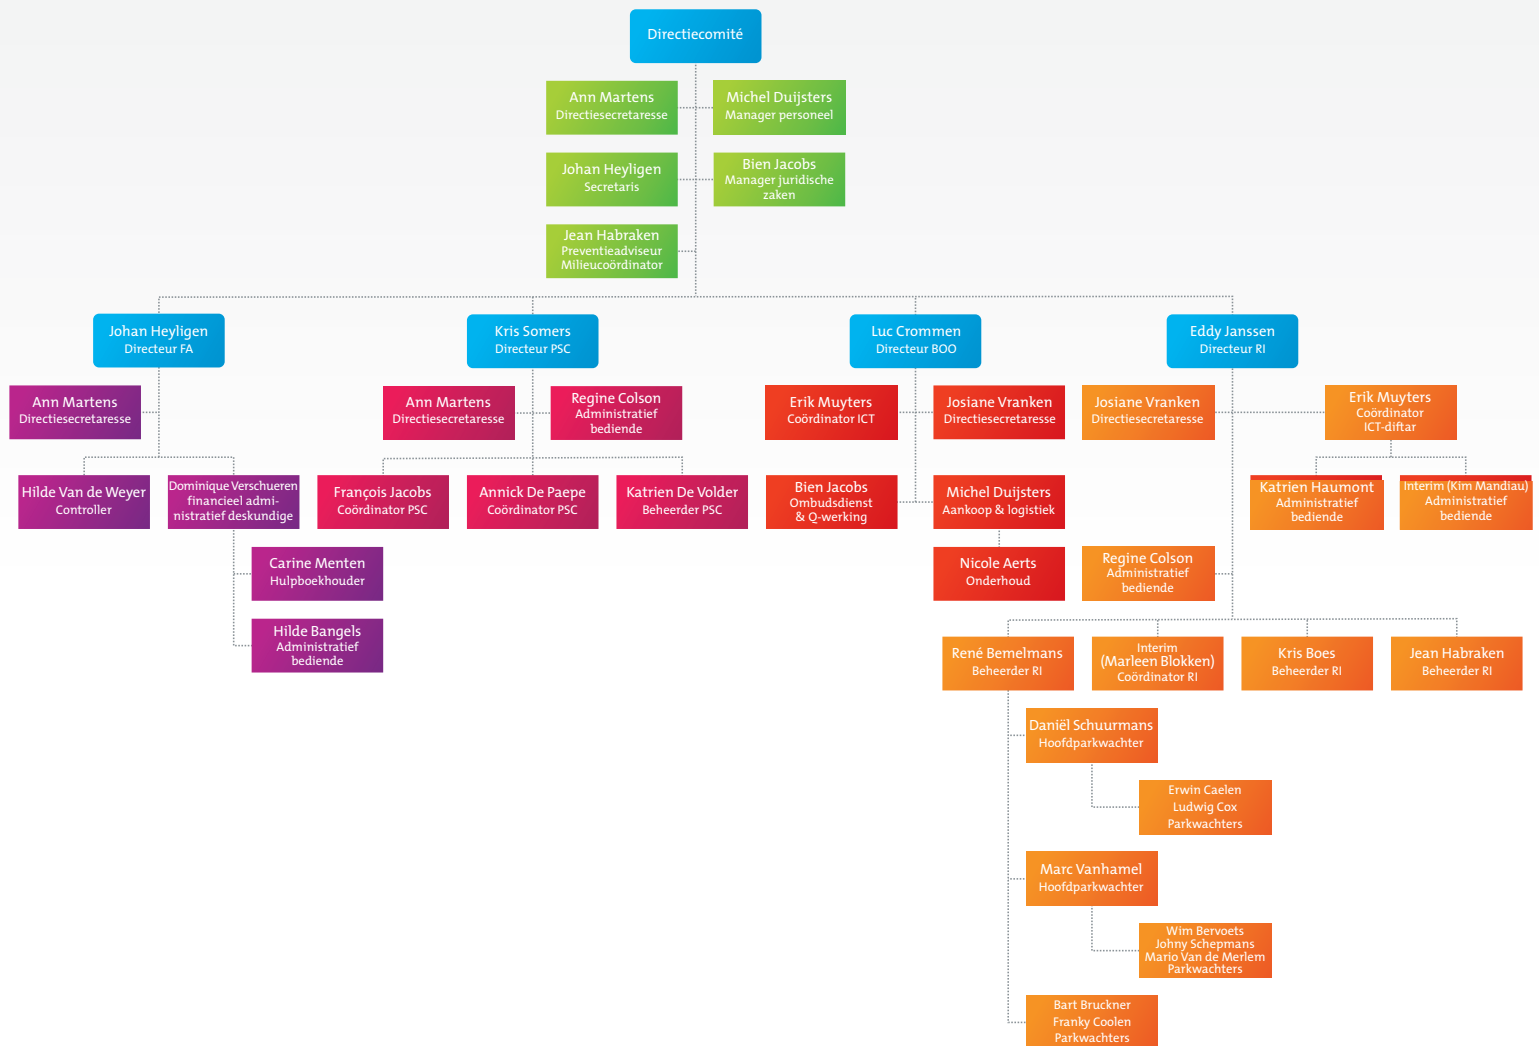 Directiecomité
Ann Martens
Directiesecretaresse
Michel Duijsters
Manager personeel
Johan Heyligen
Secretaris
Bien Jacobs
Manager juridische
zaken
Jean Habraken
Preventieadviseur
Milieucoördinator
Johan Heyligen
Directeur FA
Kris Somers
Directeur PSC
Luc Crommen
Directeur BOO
Eddy Janssen
Directeur RI
Ann Martens
Directiesecretaresse
Ann Martens
Directiesecretaresse
Regine Colson
Administratief
bediende
Erik Muyters
Coördinator ICT
Josiane Vranken
Directiesecretaresse
Josiane Vranken
Directiesecretaresse
Erik Muyters
Coördinator
ICT-diftar
Hilde Van de Weyer
Controller
Dominique Verschueren
financieel admi-
nistratief deskundige
François Jacobs
Coördinator PSC
Annick De Paepe
Coördinator PSC
Katrien De Volder
Beheerder PSC
Bien Jacobs
Ombudsdienst
& Q-werking
Michel Duijsters
Aankoop & logistiek
Katrien Haumont
Administratief
bediende
Interim (Kim Mandiau)
Administratief
bediende
Carine Menten
Hulpboekhouder
Nicole Aerts
Onderhoud
Regine Colson
Administratief
bediende
Hilde Bangels
Administratief
bediende
René Bemelmans
Beheerder RI
Interim
(Marleen Blokken)
Coördinator RI
Kris Boes
Beheerder RI
Jean Habraken
Beheerder RI
Daniël Schuurmans
Hoofdparkwachter
Erwin Caelen
Ludwig Cox
Parkwachters
Marc Vanhamel
Hoofdparkwachter
Wim Bervoets
Johny Schepmans
Mario Van de Merlem
Parkwachters
Bart Bruckner
Franky Coolen
Parkwachters